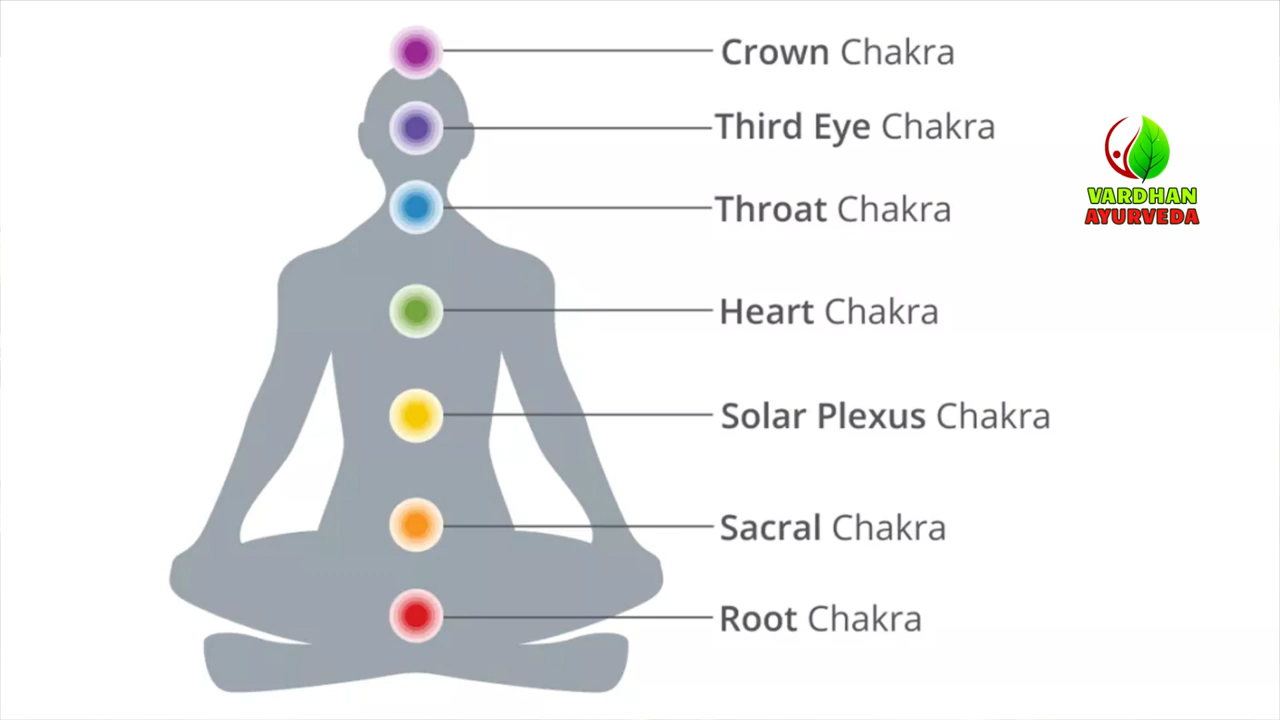 Crown Chakra
Third Eye Chakra
Throat Chakra
Heart Chakra
Solar Plexus Chakra
Sacral Chakra
Root Chakra
VARDHAN
AYURVEDA